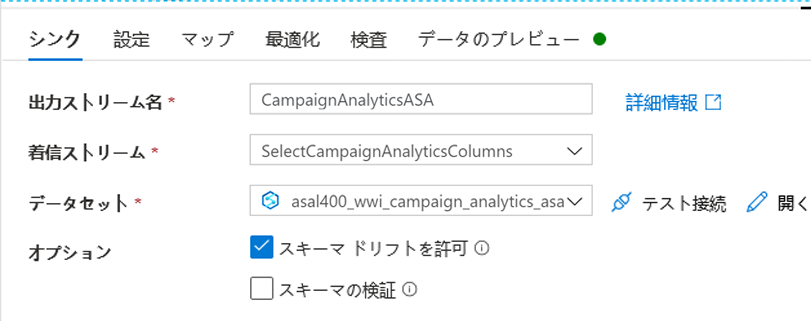 シンク 設定 マップ 最適化 検査 データのプレビュー
出力ストリーム名 * CampaignAnalyticsASA 詳細情報
着信ストリーム * SelectCampaignAnalyticsColumns
データセット * asal400_wwi_campaign_analytics_asa テスト接続 開く
オプション スキーマ ドリフトを許可
スキーマの検証